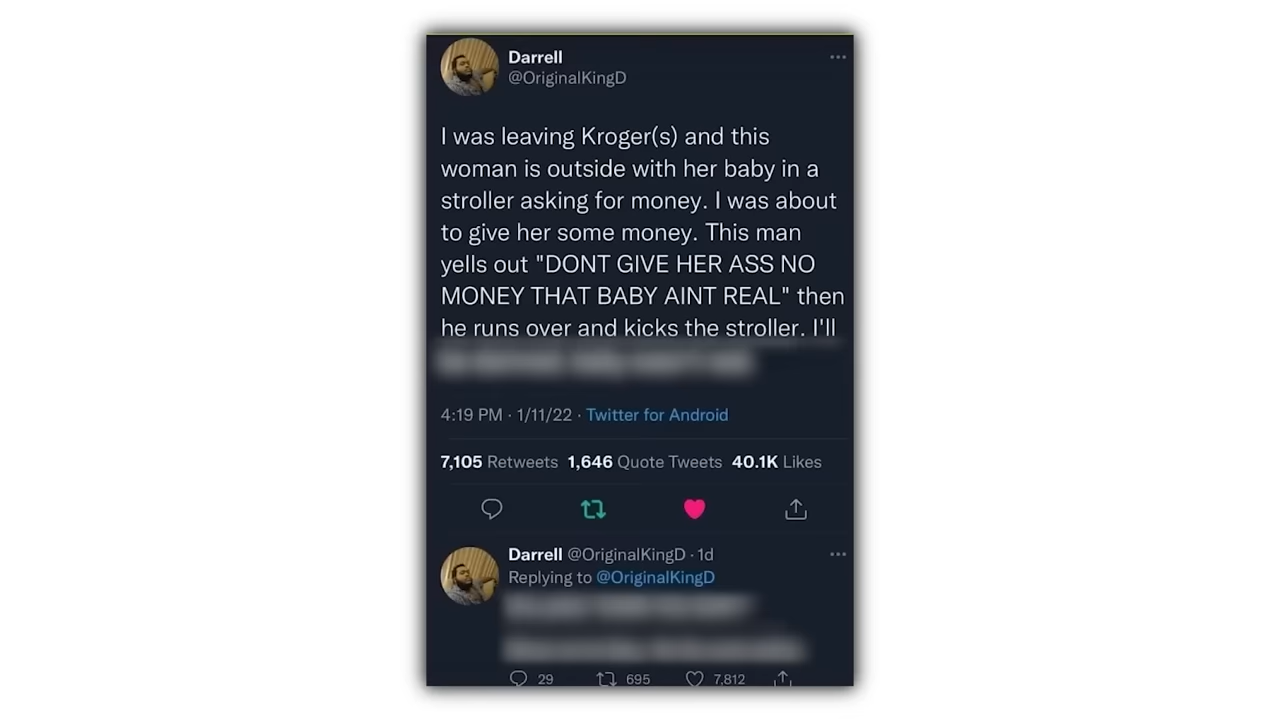 Darrell
@OriginalKingD
I was leaving Kroger(s) and this
woman is outside with her baby in a
stroller asking for money. I was about
to give her some money. This man
yells out "DONT GIVE HER ASS NO
MONEY THAT BABY AINT REAL" then
he runs over and kicks the stroller. I'll
4:19 PM · 1/11/22 · Twitter for Android
7,105 Retweets 1,646 Quote Tweets 40.1K Likes
Darrell @OriginalKingD · 1d
Replying to @OriginalKingD
29 695 7,812